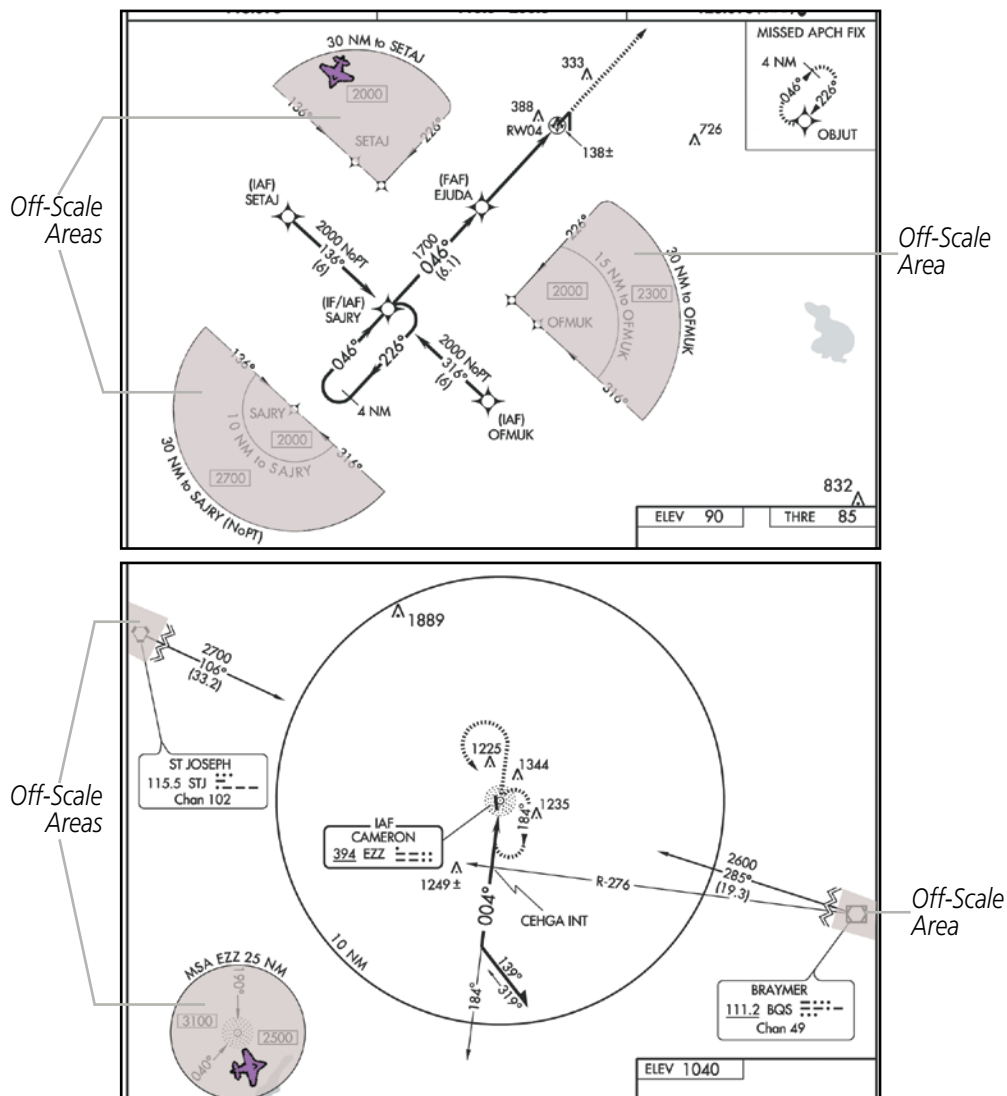 30 NM to SETAJ
2000
136°
226°
SETAJ
Off-Scale
Areas
(IAF)
SETAJ
2000 NoPT
136°
(6)
(IF/IAF)
SAJRY
046°
226°
4 NM
1700
046°
(6.1)
(FAF)
EJUDA
388
RW04
333
138±
726
MISSED APCH FIX
4 NM
046°
226°
OBJUT
2000 NoPT
316°
(6)
(IAF)
OFMUK
226°
15 NM to OFMUK
30 NM to OFMUK
2000
2300
OFMUK
316°
Off-Scale
Area
136°
SAJRY
2000
10 NM to SAJRY
316°
2700
30 NM to SAJRY (NoPT)
832
ELEV 90
THRE 85
Off-Scale
Areas
2700
106°
(33.2)
ST JOSEPH
115.5 STJ
Chan 102
1889
1225
1344
1235
184°
IAF
CAMERON
394 EZZ
1249 ±
004°
CEHGA INT
R-276
10 NM
139°
319°
184°
2600
285°
(19.3)
Off-Scale
Area
BRAYMER
111.2 BQS
Chan 49
MSA EZZ 25 NM
190°
3100
2500
040°
ELEV 1040